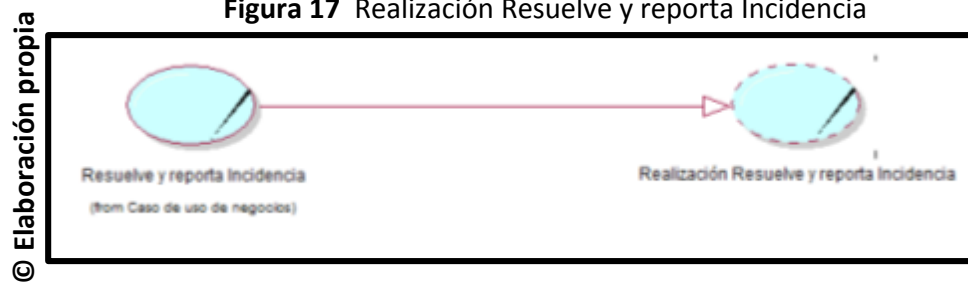 Figura 17 Realización Resuelve y reporta Incidencia
© Elaboración propia
Resuelve y reporta Incidencia
(from Caso de uso de negocios)
Realización Resuelve y reporta Incidencia